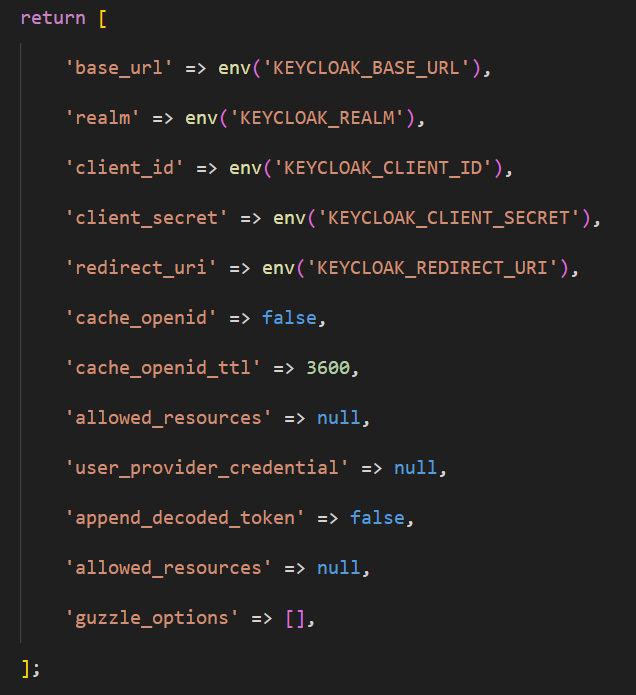 return [
'base_url' => env('KEYCLOAK_BASE_URL'),
'realm' => env('KEYCLOAK_REALM'),
'client_id' => env('KEYCLOAK_CLIENT_ID'),
'client_secret' => env('KEYCLOAK_CLIENT_SECRET'),
'redirect_uri' => env('KEYCLOAK_REDIRECT_URI'),
'cache_openid' => false,
'cache_openid_ttl' => 3600,
'allowed_resources' => null,
'user_provider_credential' => null,
'append_decoded_token' => false,
'allowed_resources' => null,
'guzzle_options' => [],
];